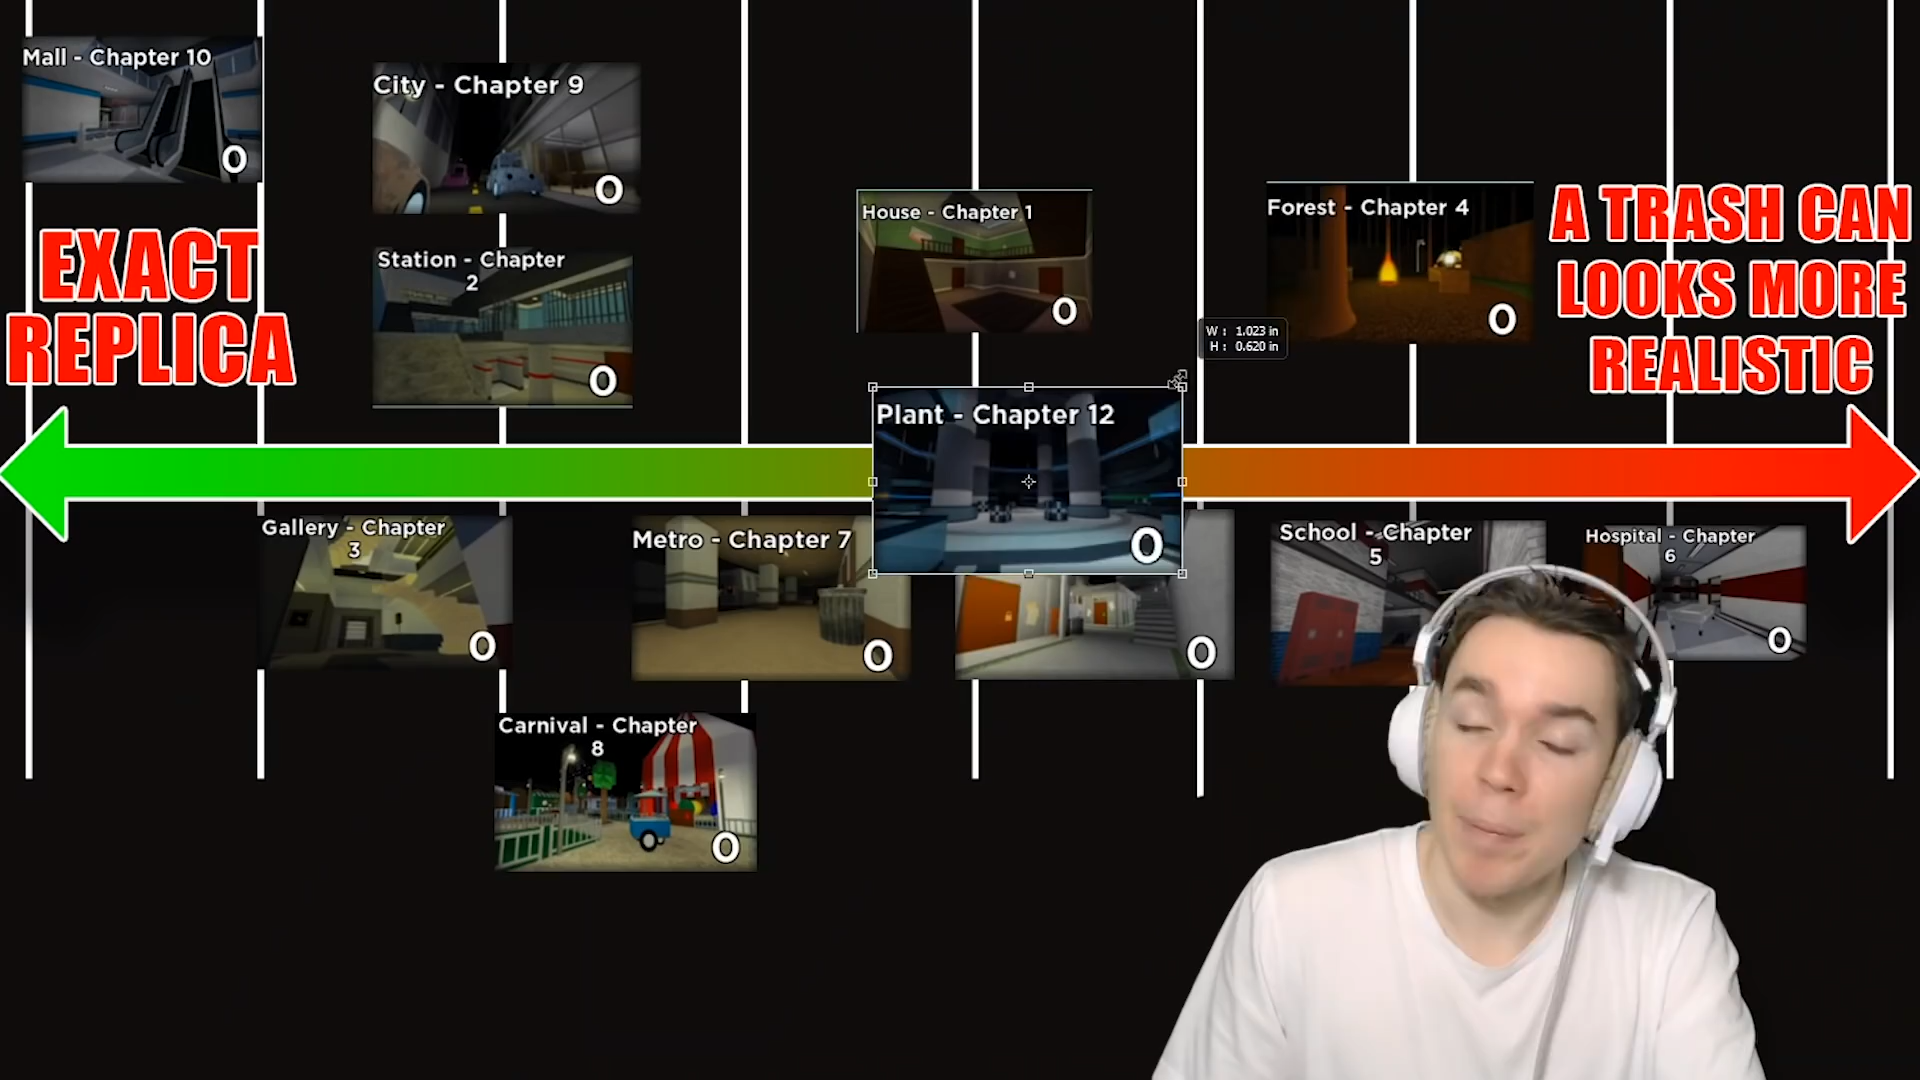 Mall - Chapter 10
0
City - Chapter 9
0
Station - Chapter
2
0
House - Chapter 1
0
Forest - Chapter 4
0
EXACT
REPLICA
A TRASH CAN
LOOKS MORE
REALISTIC
W : 1.023 in
H : 0.620 in
Plant - Chapter 12
0
Gallery - Chapter
3
0
Metro - Chapter 7
0
0
School - Chapter
5
Hospital - Chapter
6
0
Carnival - Chapter
8
0